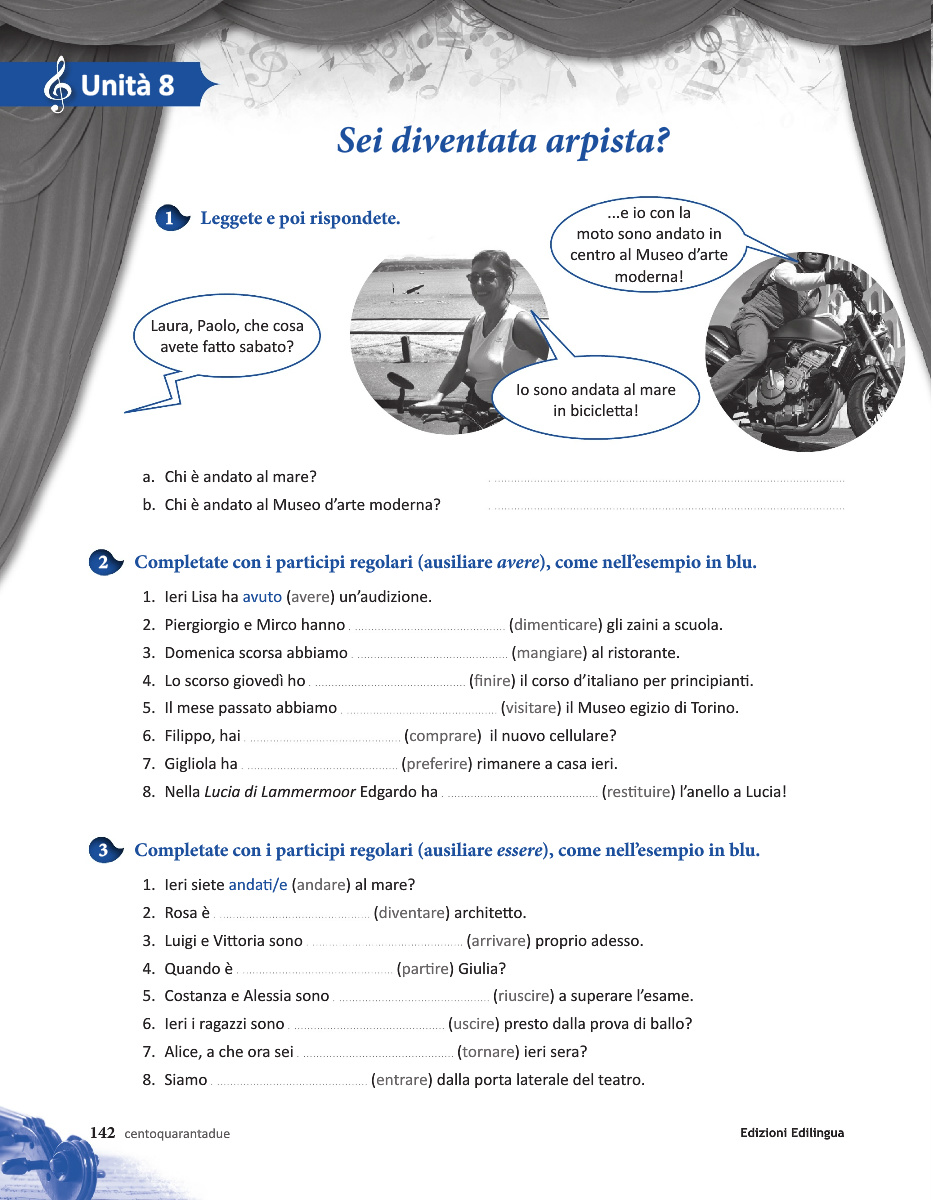 Unità 8
Sei diventata arpista?
1 Leggete e poi rispondete.
...e io con la
moto sono andato in
centro al Museo d'arte
moderna!
Laura, Paolo, che cosa
avete fatto sabato?
Io sono andata al mare
in bicicletta!
a. Chi è andato al mare?
b. Chi è andato al Museo d'arte moderna?
2 Completate con i participi regolari (ausiliare avere), come nell'esempio in blu.
1. Ieri Lisa ha avuto (avere) un'audizione.
2. Piergiorgio e Mirco hanno ........ (dimenticare) gli zaini a scuola.
3. Domenica scorsa abbiamo ........ (mangiare) al ristorante.
4. Lo scorso giovedì ho ........ (finire) il corso d'italiano per principianti.
5. Il mese passato abbiamo ........ (visitare) il Museo egizio di Torino.
6. Filippo, hai ........ (comprare) il nuovo cellulare?
7. Gigliola ha ........ (preferire) rimanere a casa ieri.
8. Nella Lucia di Lammermoor Edgardo ha ........ (restituire) l'anello a Lucia!
3 Completate con i participi regolari (ausiliare essere), come nell'esempio in blu.
1. Ieri siete andati/e (andare) al mare?
2. Rosa è ........ (diventare) architetto.
3. Luigi e Vittoria sono ........ (arrivare) proprio adesso.
4. Quando è ........ (partire) Giulia?
5. Costanza e Alessia sono ........ (riuscire) a superare l'esame.
6. Ieri i ragazzi sono ........ (uscire) presto dalla prova di ballo?
7. Alice, a che ora sei ........ (tornare) ieri sera?
8. Siamo ........ (entrare) dalla porta laterale del teatro.
142 centoquarantadue
Edizioni Edilingua